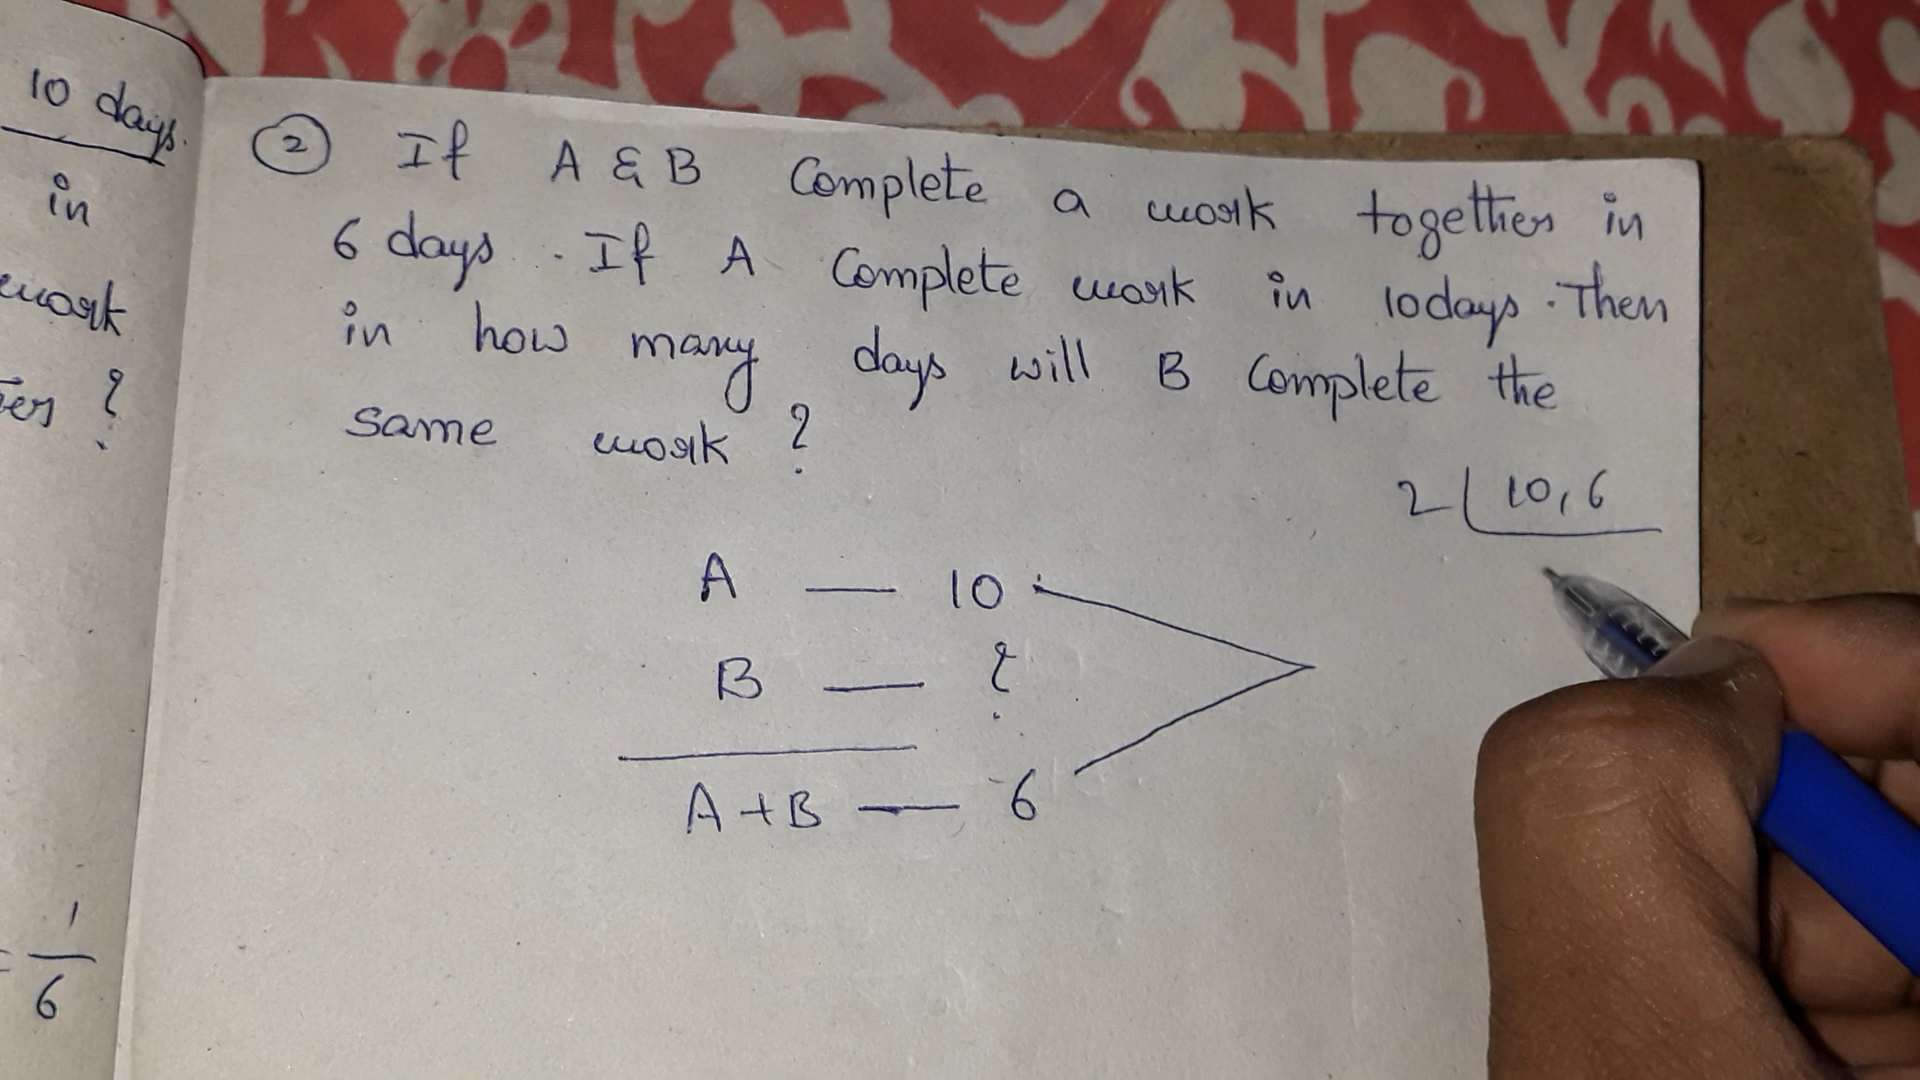 10 days.
in
work
?
1
= 6
② If A & B Complete a work together in
6 days. If A Complete work in 10days. Then
in how many days will B Complete the
same work ?
2 | 10, 6
A — 10
B — ?
A+B — 6